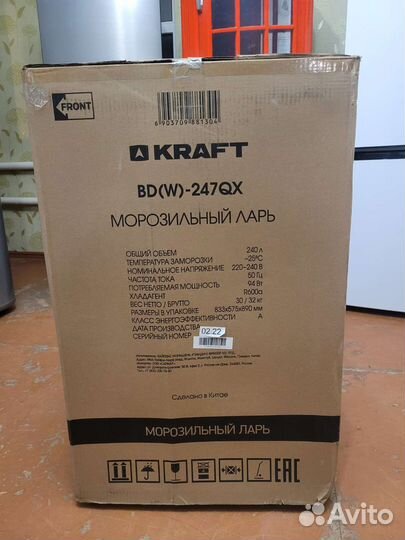 FRONT
6903709881304
KRAFT
BD(W)-247QX
МОРОЗИЛЬНЫЙ ЛАРЬ
ОБЩИЙ ОБЪЕМ 240 л
ТЕМПЕРАТУРА ЗАМОРОЗКИ -25°C
НОМИНАЛЬНОЕ НАПРЯЖЕНИЕ 220-240 В
ЧАСТОТА ТОКА 50 Гц
ПОТРЕБЛЯЕМАЯ МОЩНОСТЬ 94 Вт
ХЛАДАГЕНТ R600a
ВЕС НЕТТО / БРУТТО 30 / 32 кг
РАЗМЕРЫ В УПАКОВКЕ 833x575x890 мм
КЛАСС ЭНЕРГОЭФФЕКТИВНОСТИ A
ДАТА ПРОИЗВОДСТВА 02.22
СЕРИЙНЫЙ НОМЕР
Сделано в Китае
МОРОЗИЛЬНЫЙ ЛАРЬ
EAC
Avito